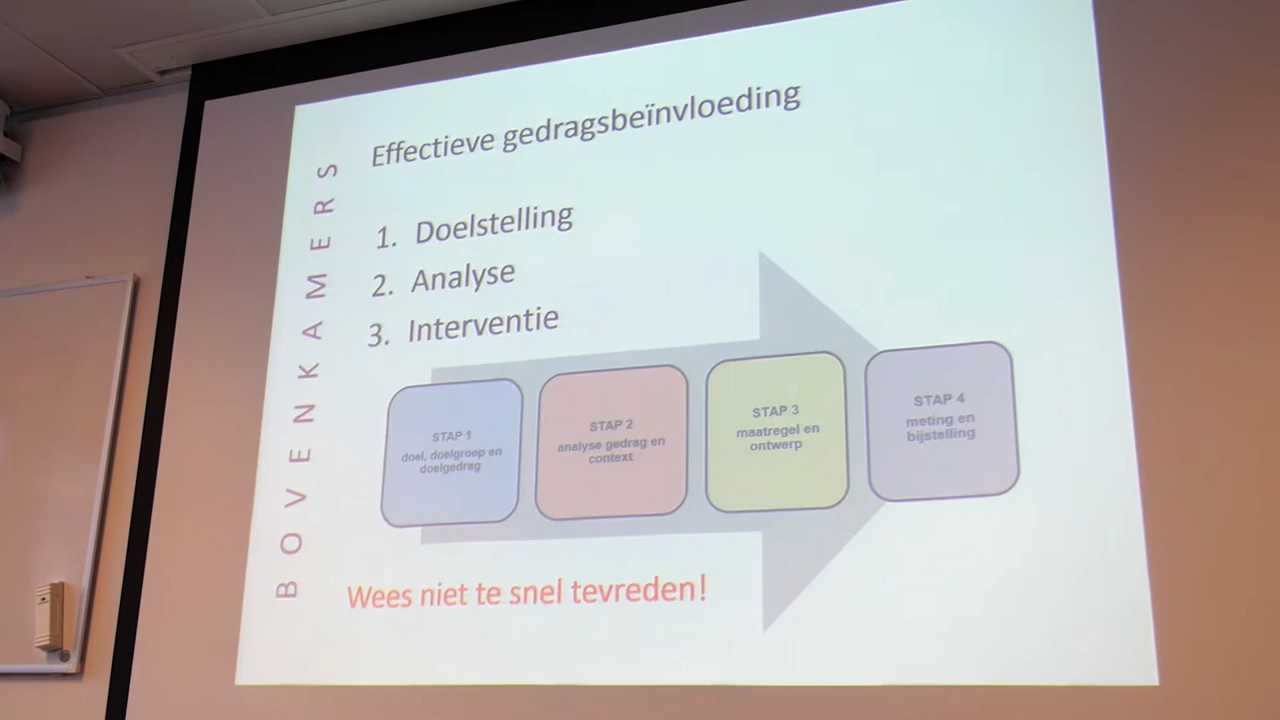 Effectieve gedragsbeïnvloeding
1. Doelstelling
2. Analyse
3. Interventie
STAP 1
doel, doelgroep en
doelgedrag
STAP 2
analyse gedrag en
context
STAP 3
maatregel en
ontwerp
STAP 4
meting en
bijstelling
Wees niet te snel tevreden!
BOVENKAMERS